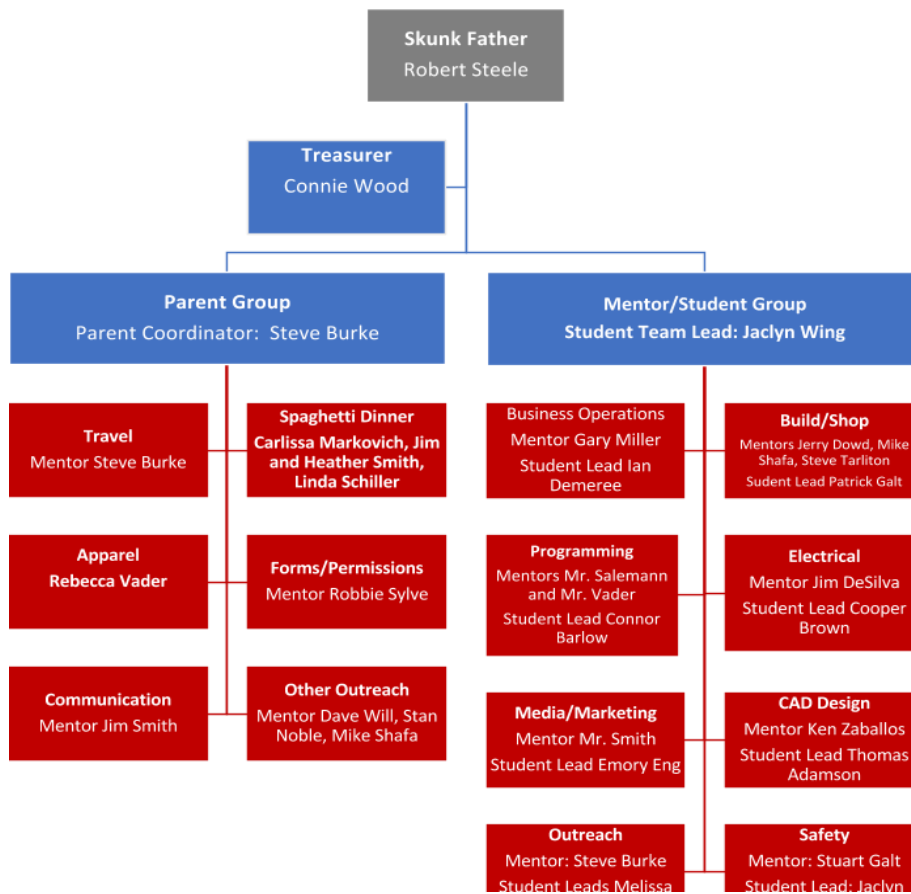 Skunk Father
Robert Steele
Treasurer
Connie Wood
Parent Group
Parent Coordinator:  Steve Burke
Mentor/Student Group
Student Team Lead: Jaclyn Wing
Travel
Mentor Steve Burke
Spaghetti Dinner
Carlissa Markovich, Jim
and Heather Smith,
Linda Schiller
Business Operations
Mentor Gary Miller
Student Lead Ian
Demeree
Build/Shop
Mentors Jerry Dowd, Mike
Shafa, Steve Tarliton
Sudent Lead Patrick Galt
Apparel
Rebecca Vader
Forms/Permissions
Mentor Robbie Sylve
Programming
Mentors Mr. Salemann
and Mr. Vader
Student Lead Connor
Barlow
Electrical
Mentor Jim DeSilva
Student Lead Cooper
Brown
Communication
Mentor Jim Smith
Other Outreach
Mentor Dave Will, Stan
Noble, Mike Shafa
Media/Marketing
Mentor Mr. Smith
Student Lead Emory Eng
CAD Design
Mentor Ken Zaballos
Student Lead Thomas
Adamson
Outreach
Mentor: Steve Burke
Student Leads Melissa
Safety
Mentor: Stuart Galt
Student Lead: Jaclyn